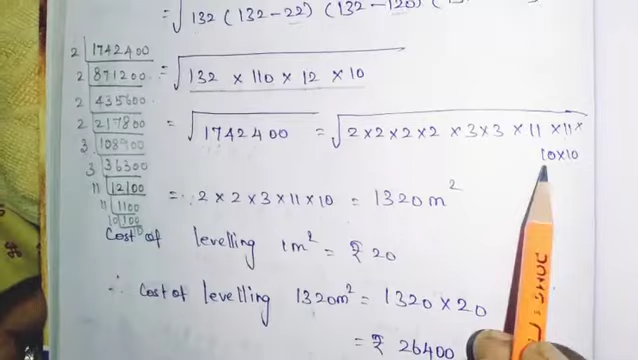 = √132 (132-22) (132-120)
2 | 1742400
2 | 871200
2 | 435600
2 | 217800
3 | 108900
3 | 36300
11 | 12100
11 | 1100
10 | 100
10
= √132 × 110 × 12 × 10
= √1742400 = √2×2×2×2 ×3×3 ×11 ×11×
10×10
= 2 × 2 × 3 × 11 × 10 = 1320m²
Cost of levelling 1m² = ₹ 20
∴ Cost of levelling 1320m² = 1320 × 20
= ₹ 26400